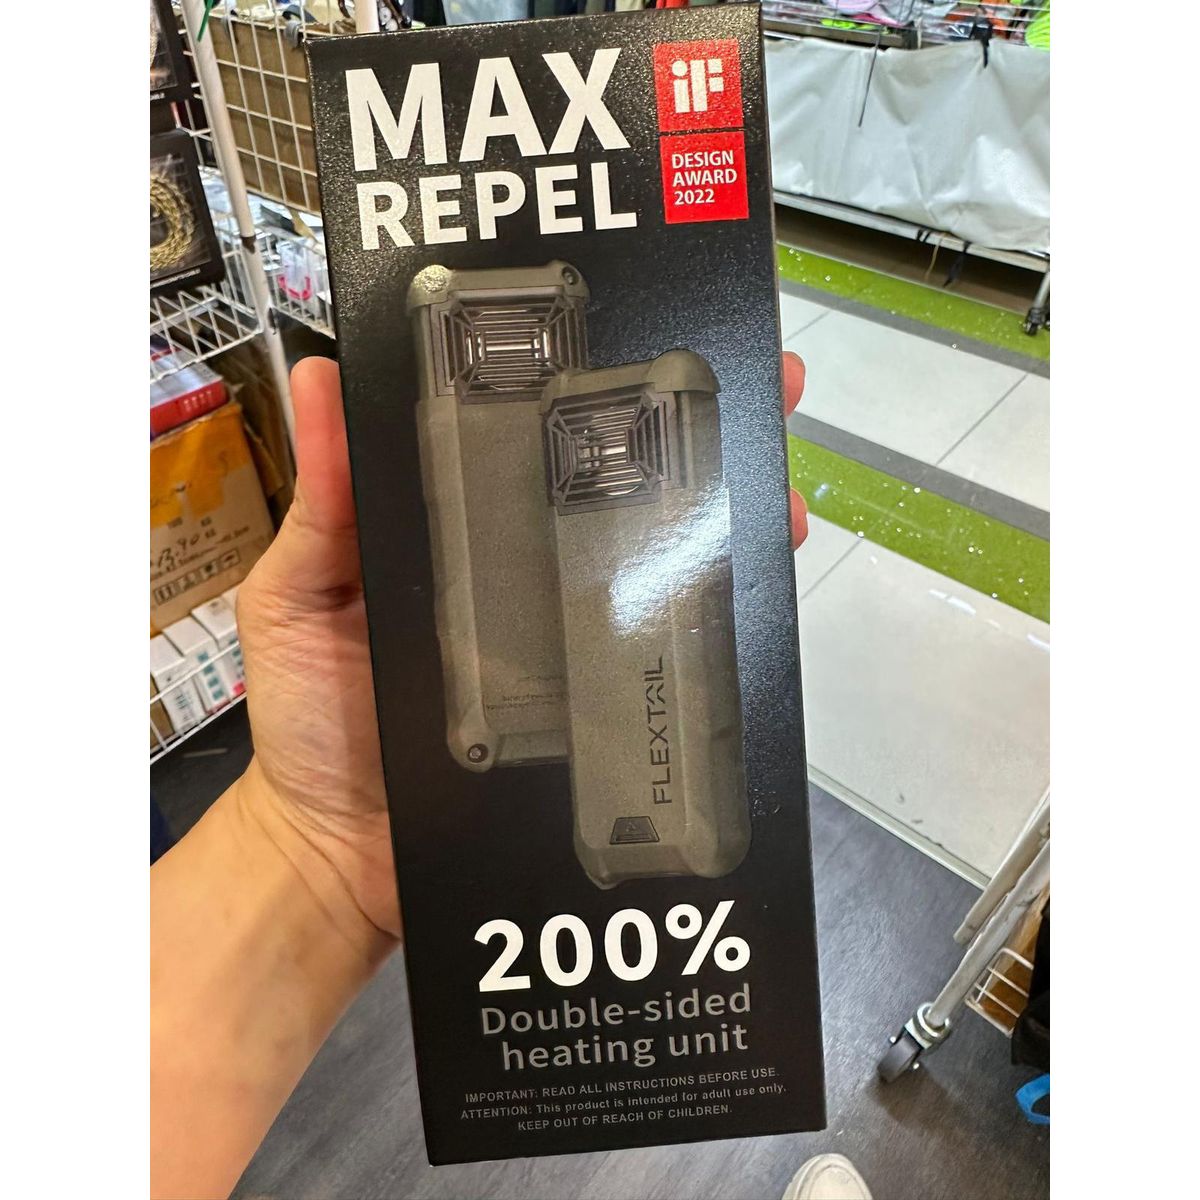 MAX
REPEL
iF
DESIGN
AWARD
2022
FLEXTAIL
200%
Double-sided
heating unit
IMPORTANT: READ ALL INSTRUCTIONS BEFORE USE.
ATTENTION: This product is intended for adult use only.
KEEP OUT OF REACH OF CHILDREN.